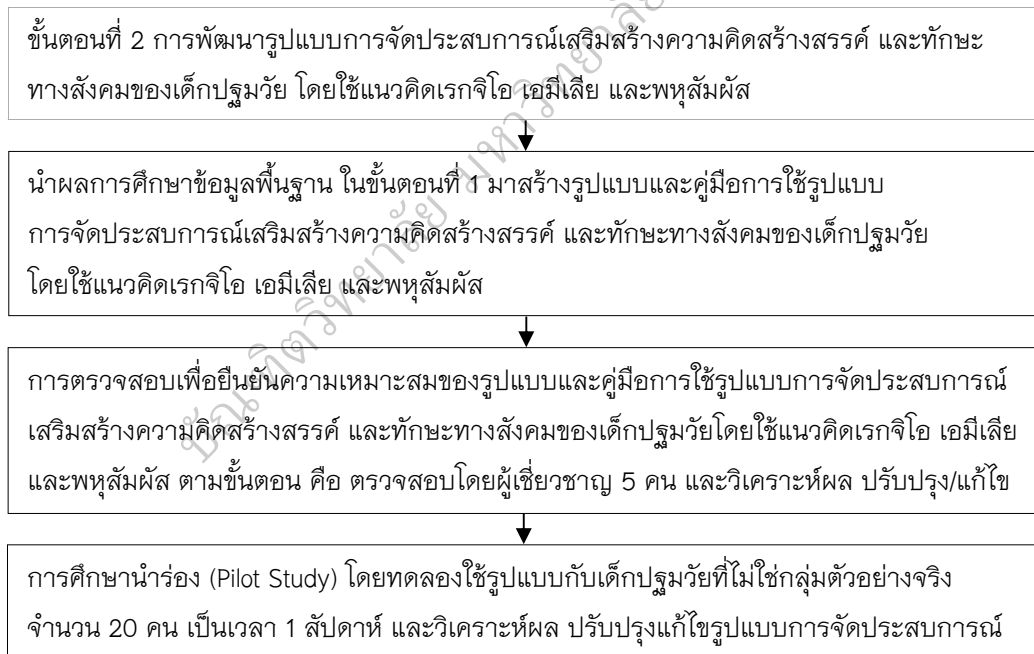 ขั้นตอนที่ 2 การพัฒนารูปแบบการจัดประสบการณ์เสริมสร้างความคิดสร้างสรรค์ และทักษะ
ทางสังคมของเด็กปฐมวัย โดยใช้แนวคิดเรกจิโอ เอมีเลีย และพหุสัมผัส
นำผลการศึกษาข้อมูลพื้นฐาน ในขั้นตอนที่ 1 มาสร้างรูปแบบและคู่มือการใช้รูปแบบ
การจัดประสบการณ์เสริมสร้างความคิดสร้างสรรค์ และทักษะทางสังคมของเด็กปฐมวัย
โดยใช้แนวคิดเรกจิโอ เอมีเลีย และพหุสัมผัส
การตรวจสอบเพื่อยืนยันความเหมาะสมของรูปแบบและคู่มือการใช้รูปแบบการจัดประสบการณ์
เสริมสร้างความคิดสร้างสรรค์ และทักษะทางสังคมของเด็กปฐมวัยโดยใช้แนวคิดเรกจิโอ เอมีเลีย
และพหุสัมผัส ตามขั้นตอน คือ ตรวจสอบโดยผู้เชี่ยวชาญ 5 คน และวิเคราะห์ผล ปรับปรุง/แก้ไข
การศึกษานำร่อง (Pilot Study) โดยทดลองใช้รูปแบบกับเด็กปฐมวัยที่ไม่ใช่กลุ่มตัวอย่างจริง
จำนวน 20 คน เป็นเวลา 1 สัปดาห์ และวิเคราะห์ผล ปรับปรุงแก้ไขรูปแบบการจัดประสบการณ์
บัณฑิตวิทยาลัย มหาวิทยาลัย